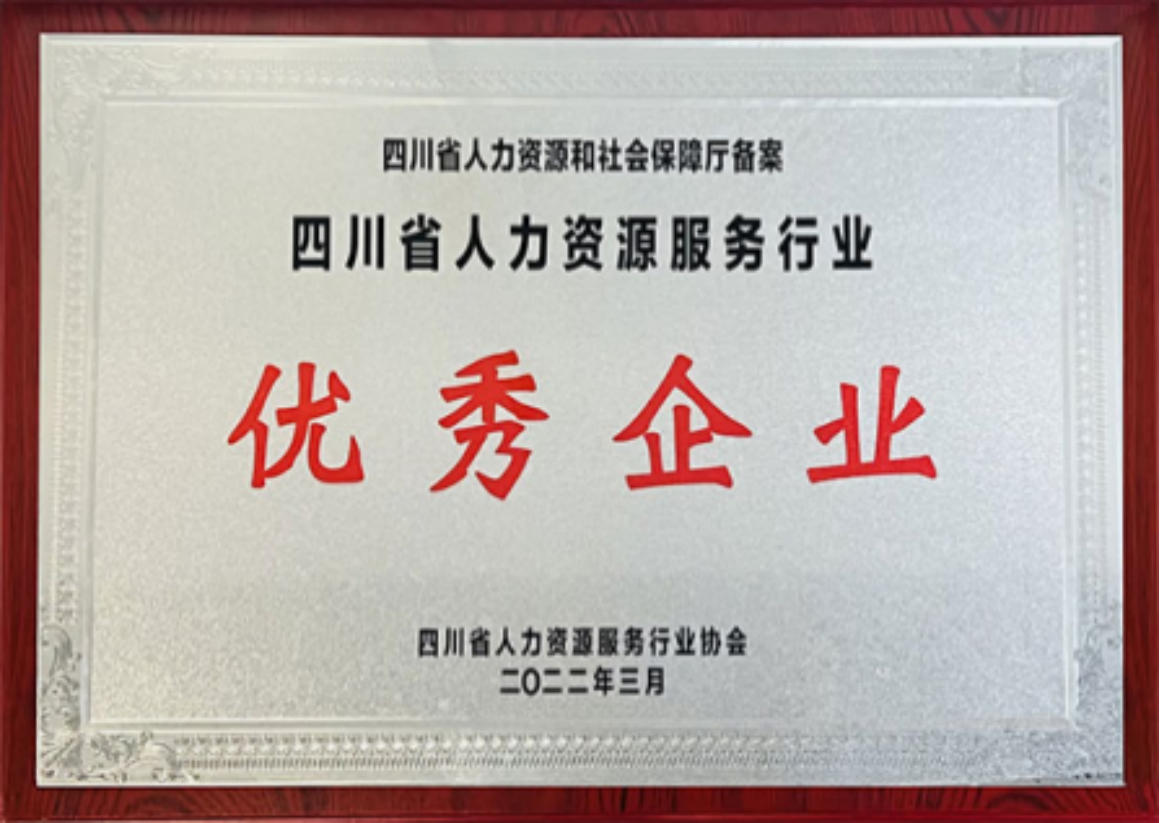 四川省人力资源和社会保障厅备案
四川省人力资源服务行业
优秀企业
四川省人力资源服务行业协会
二〇二二年三月